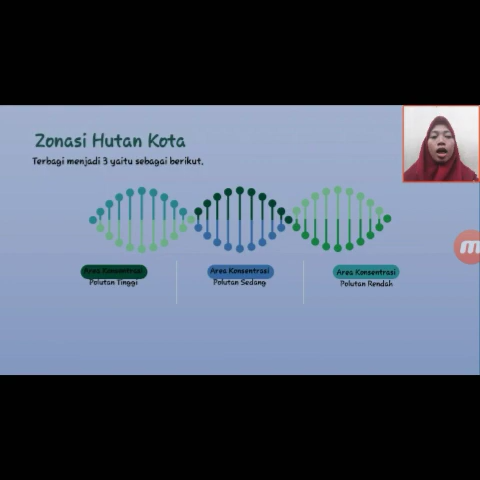 Zonasi Hutan Kota
Terbagi menjadi 3 yaitu sebagai berikut.
Area Konsentrasi
Polutan Tinggi
Area Konsentrasi
Polutan Sedang
Area Konsentrasi
Polutan Rendah